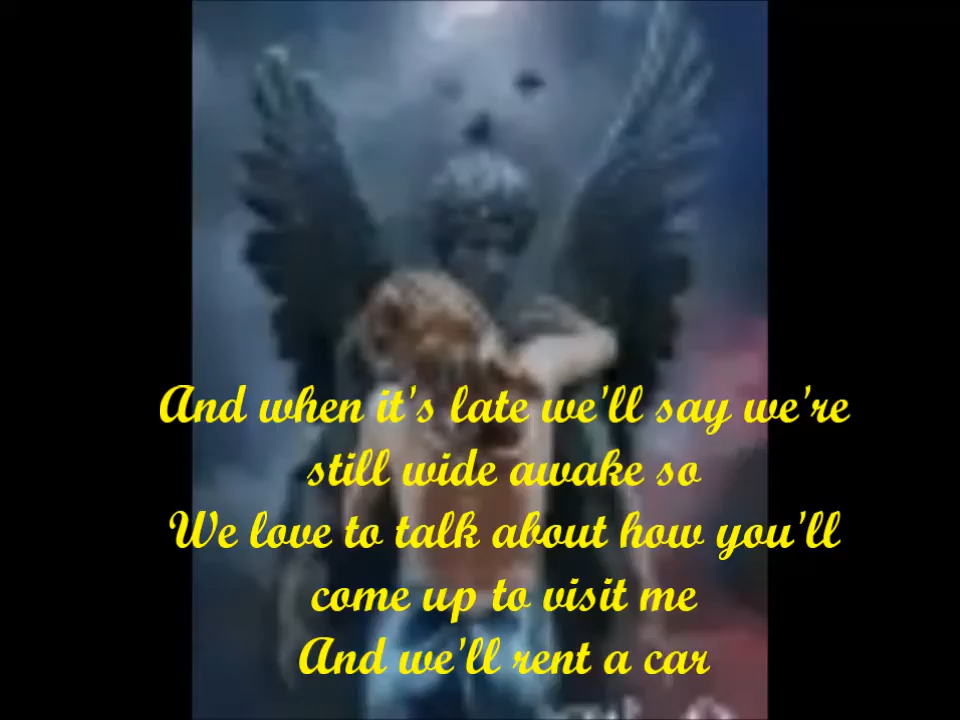 And when it's late we'll say we're
still wide awake so
We love to talk about how you'll
come up to visit me
And we'll rent a car